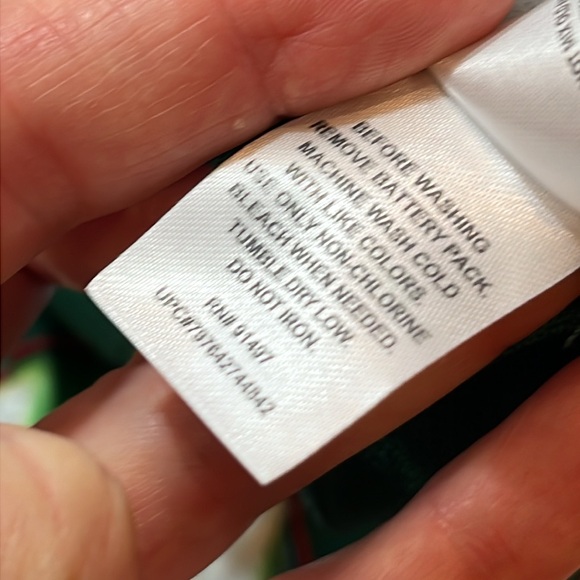 BEFORE WASHING
REMOVE BATTERY PACK.
MACHINE WASH COLD
WITH LIKE COLORS.
USE ONLY NON-CHLORINE
BLEACH WHEN NEEDED.
TUMBLE DRY LOW.
DO NOT IRON.
RN# 91497